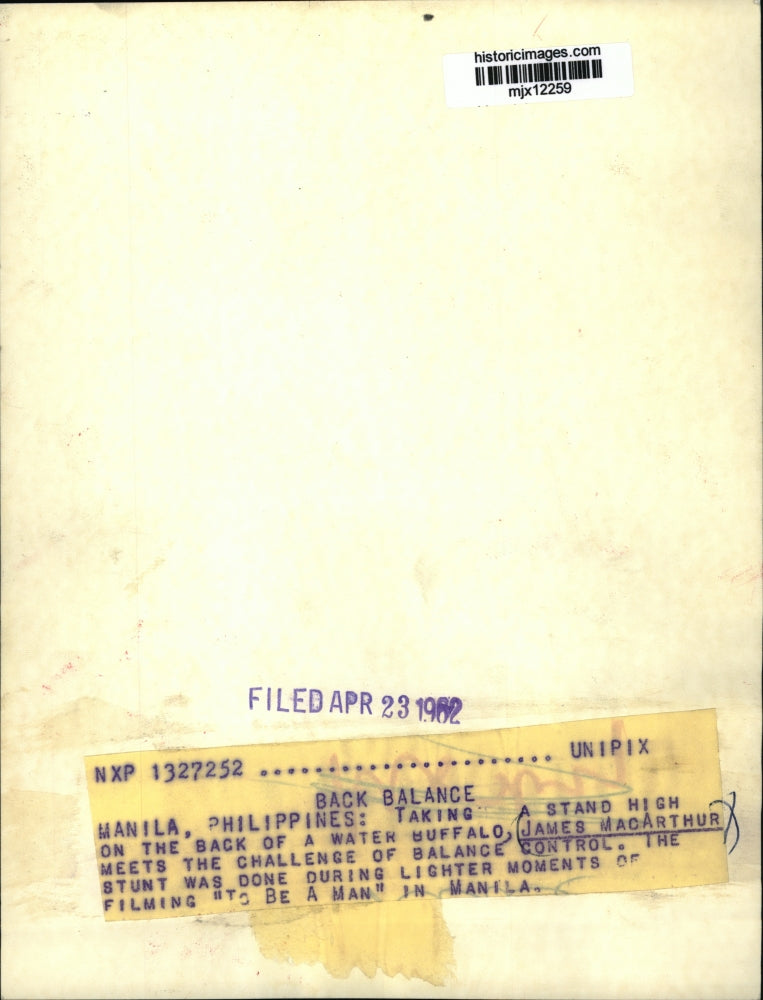 historicimages.com
mjx12259
FILED APR 23 1962
NXP 1327252 ........................ UNIPIX
BACK BALANCE
MANILA, PHILIPPINES: TAKING A STAND HIGH
ON THE BACK OF A WATER BUFFALO, JAMES MACARTHUR
MEETS THE CHALLENGE OF BALANCE CONTROL. THE
STUNT WAS DONE DURING LIGHTER MOMENTS OF
FILMING "TO BE A MAN" IN MANILA.